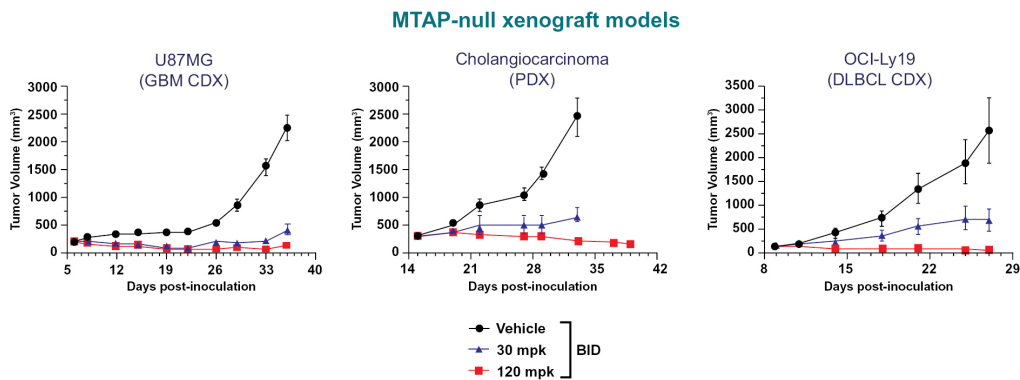 MTAP-null xenograft models
U87MG
(GBM CDX)
Tumor Volume (mm³)
3000
2500
2000
1500
1000
500
0
5 12 19 26 33 40
Days post-inoculation
Cholangiocarcinoma
(PDX)
Tumor Volume (mm³)
3000
2500
2000
1500
1000
500
0
14 21 28 35 42
Days post-inoculation
OCI-Ly19
(DLBCL CDX)
Tumor Volume (mm³)
3500
3000
2500
2000
1500
1000
500
0
8 15 22 29
Days post-inoculation
Vehicle
30 mpk
120 mpk
BID